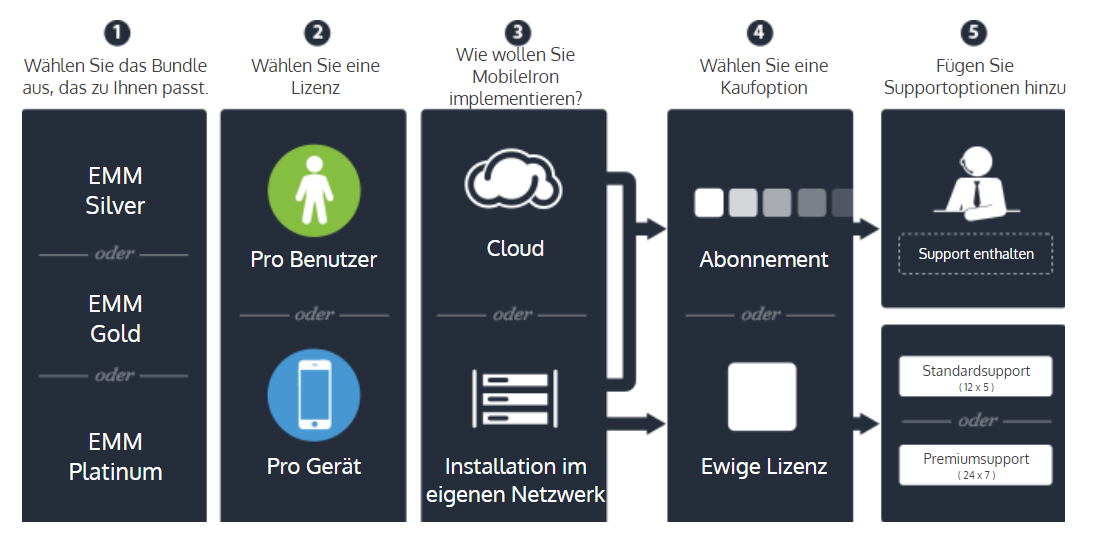 1
Wählen Sie das Bundle
aus, das zu Ihnen passt.
EMM
Silver
oder
EMM
Gold
oder
EMM
Platinum
2
Wählen Sie eine
Lizenz
Pro Benutzer
oder
Pro Gerät
3
Wie wollen Sie
MobileIron
implementieren?
Cloud
oder
Installation im
eigenen Netzwerk
4
Wählen Sie eine
Kaufoption
Abonnement
oder
Ewige Lizenz
5
Fügen Sie
Supportoptionen hinzu
Support enthalten
Standardsupport
( 12 x 5 )
oder
Premiumsupport
( 24 x 7 )